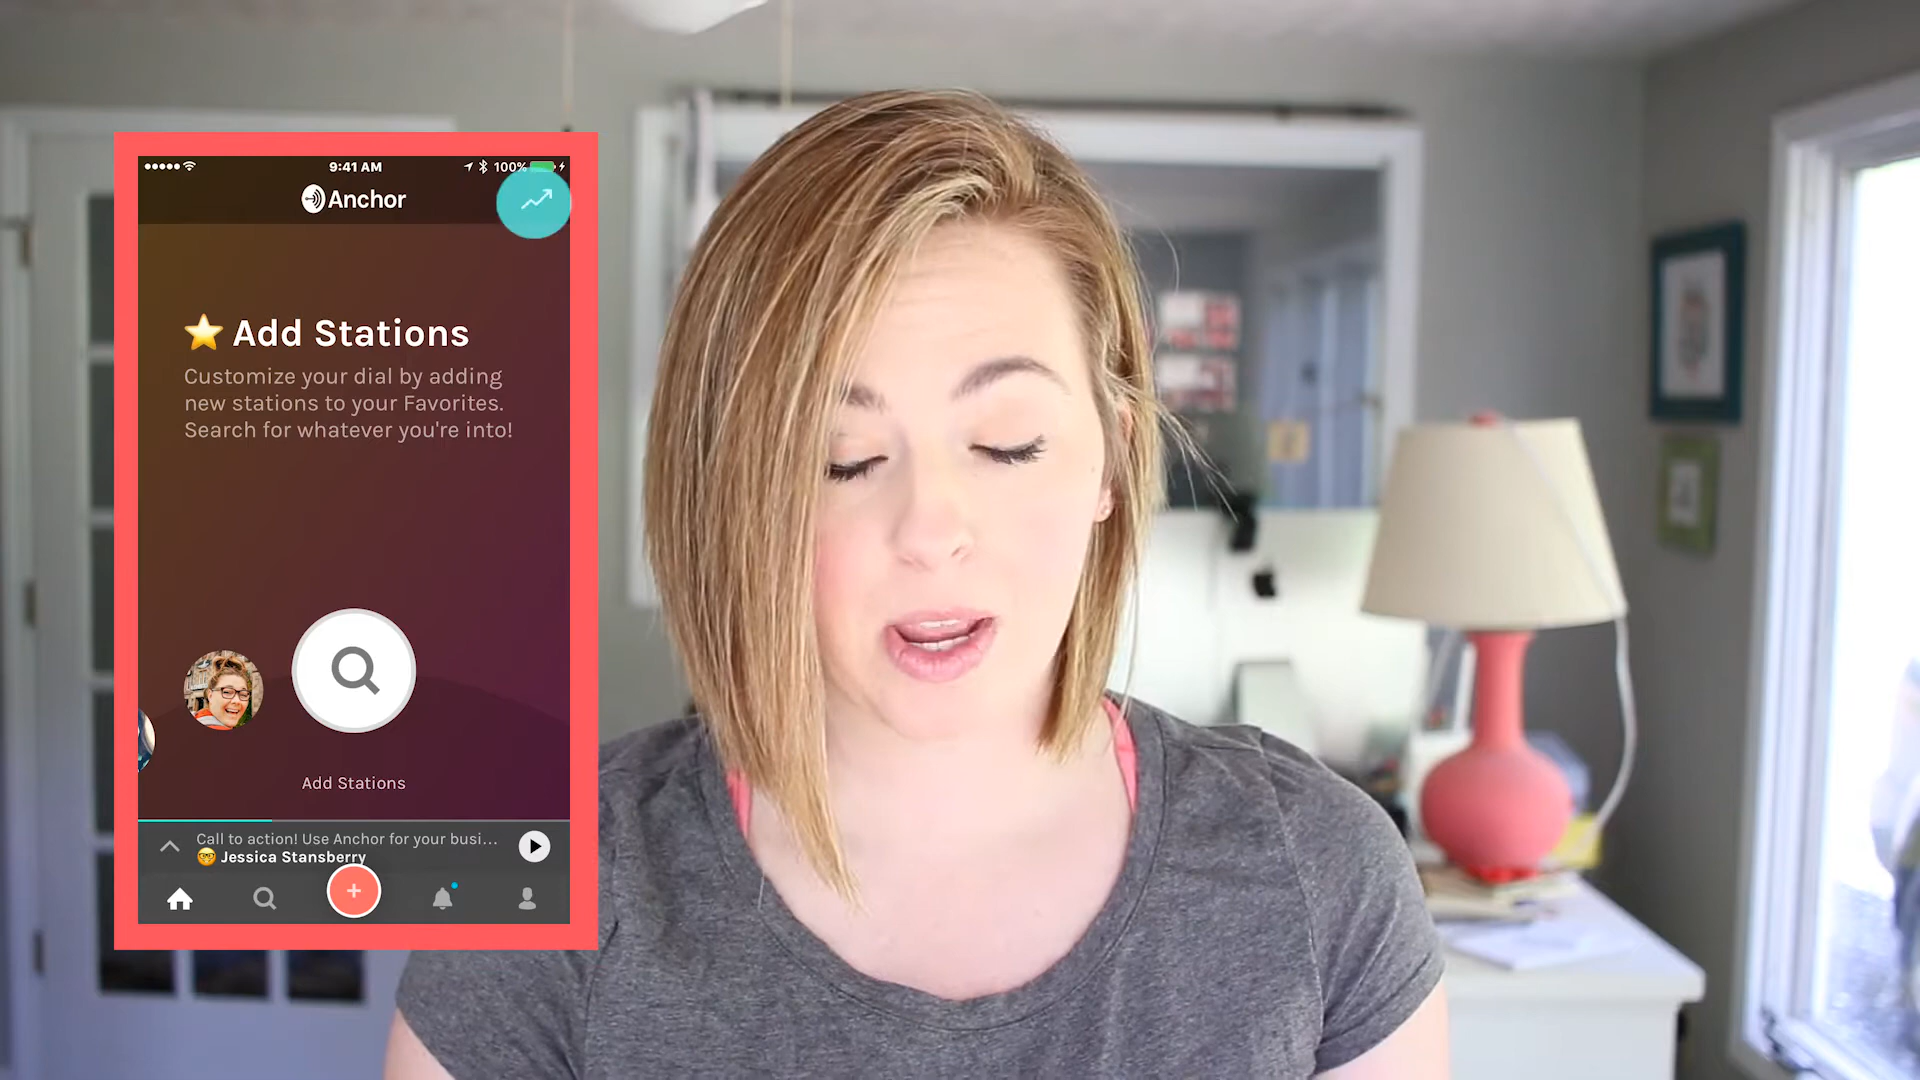 9:41 AM
100%
Anchor
Add Stations
Customize your dial by adding
new stations to your Favorites.
Search for whatever you're into!
Add Stations
Call to action! Use Anchor for your busi...
Jessica Stansberry